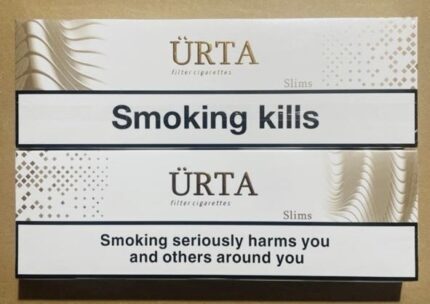 ÜRTA
filter cigarettes
Slims
Smoking kills
ÜRTA
filter cigarettes
Slims
Smoking seriously harms you
and others around you